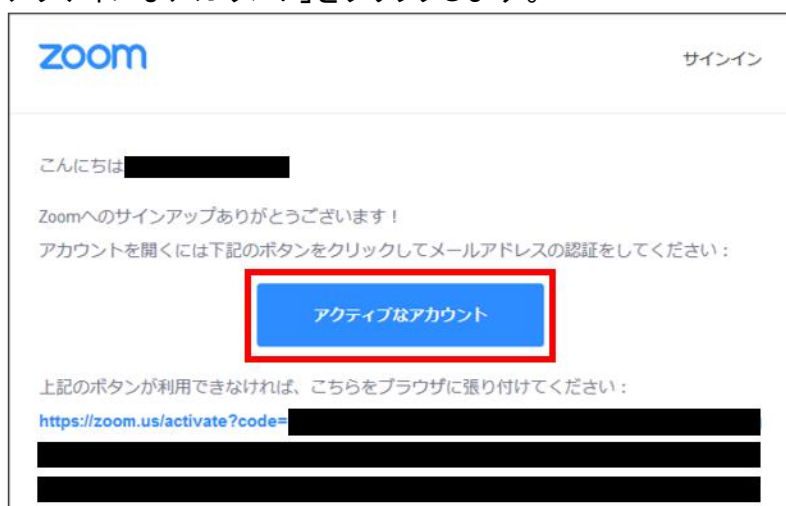 zoom
サインイン
こんにちは
Zoomへのサインアップありがとうございます！
アカウントを開くには下記のボタンをクリックしてメールアドレスの認証をしてください：
アクティブなアカウント
上記のボタンが利用できなければ、こちらをブラウザに張り付けてください：
https://zoom.us/activate?code=